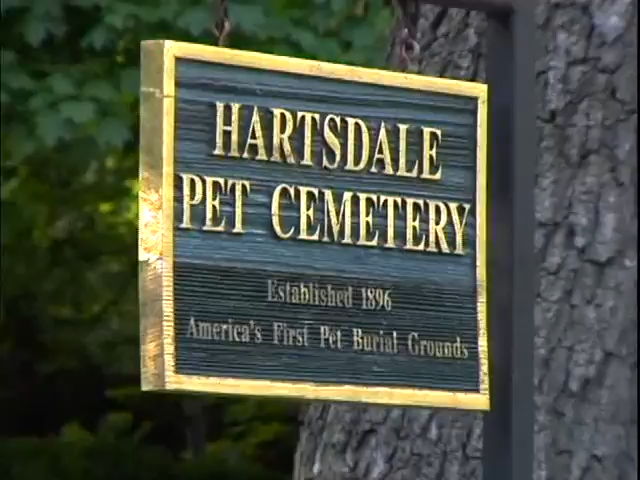 HARTSDALE
PET CEMETERY
Established 1896
America's First Pet Burial Grounds